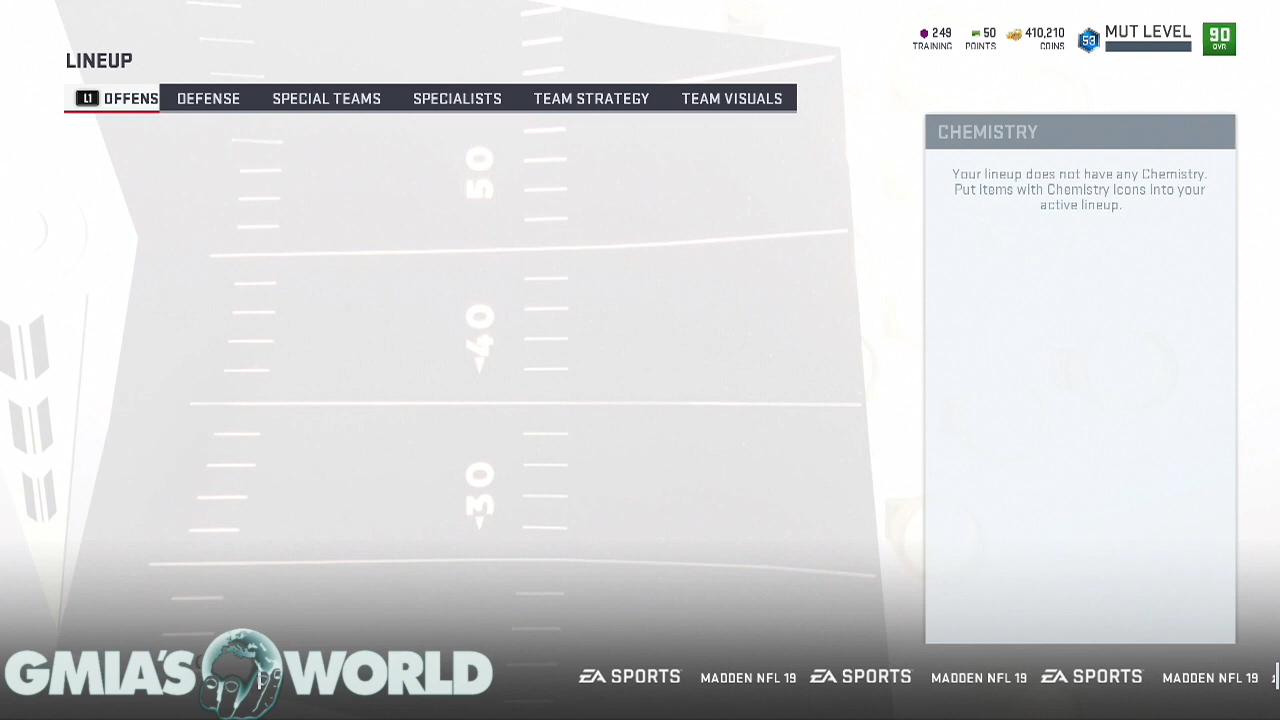 249
TRAINING
50
POINTS
410,210
COINS
53
MUT LEVEL
90
OVR
LINEUP
L1 OFFENS
DEFENSE
SPECIAL TEAMS
SPECIALISTS
TEAM STRATEGY
TEAM VISUALS
CHEMISTRY
Your lineup does not have any Chemistry.
Put items with Chemistry Icons into your
active lineup.
50
40
30
GMIA'S WORLD
EA SPORTS MADDEN NFL 19 EA SPORTS MADDEN NFL 19 EA SPORTS MADDEN NFL 19